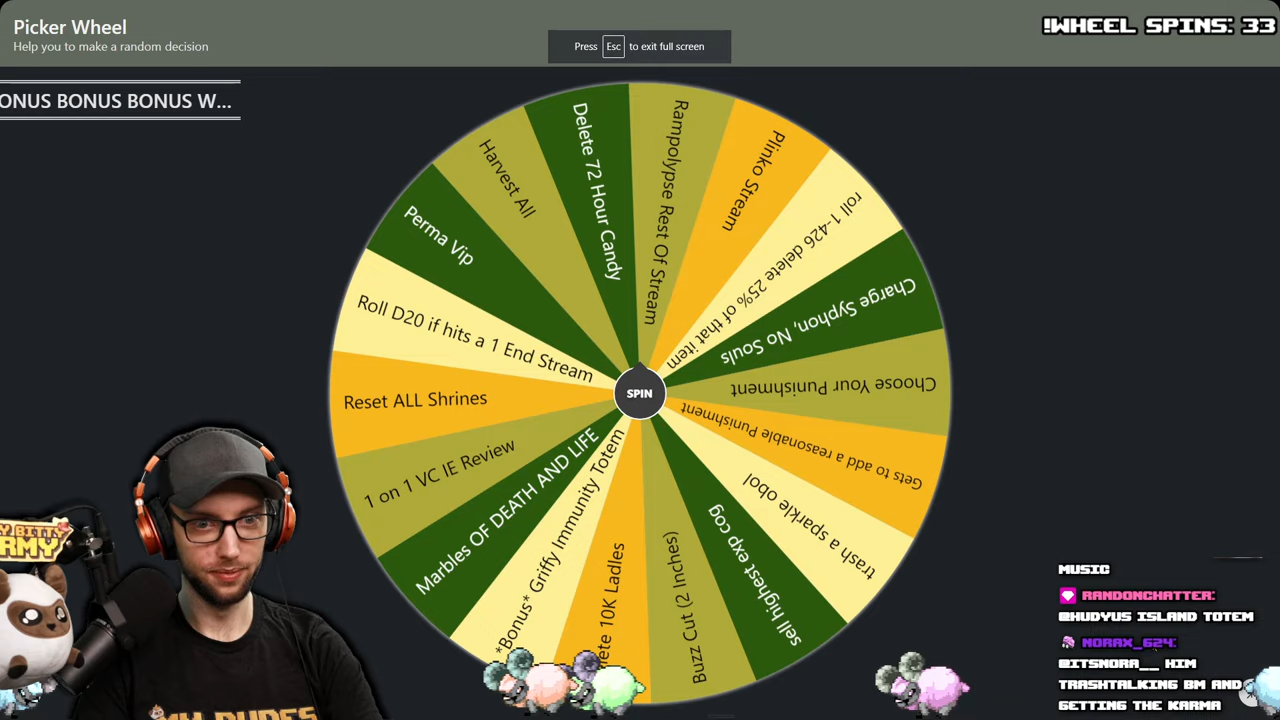 Picker Wheel
Help you to make a random decision
Press Esc to exit full screen
!WHEEL SPINS: 33
ONUS BONUS BONUS W...
Delete 72 Hour Candy
Rampolypse Rest Of Stream
Plinko Stream
roll 1-426 delete 25% of that item
Charge Syphon, No Souls
Choose Your Punishment
Gets to add a reasonable Punishment
trash a sparkle obol
sell highest exp cog
Buzz Cut (2 Inches)
ete 10K Ladles
*Bonus* Griffy Immunity Totem
Marbles OF DEATH AND LIFE
1 on 1 VC IE Review
Reset ALL Shrines
Roll D20 if hits a 1 End Stream
Perma Vip
Harvest All
SPIN
MUSIC
RANDONCHATTER:
@HUDYUS ISLAND TOTEM
NORAX_624:
@ITSNORA__ HIM
TRASHTALKING BM AND
GETTING THE KARMA
MY DUDES